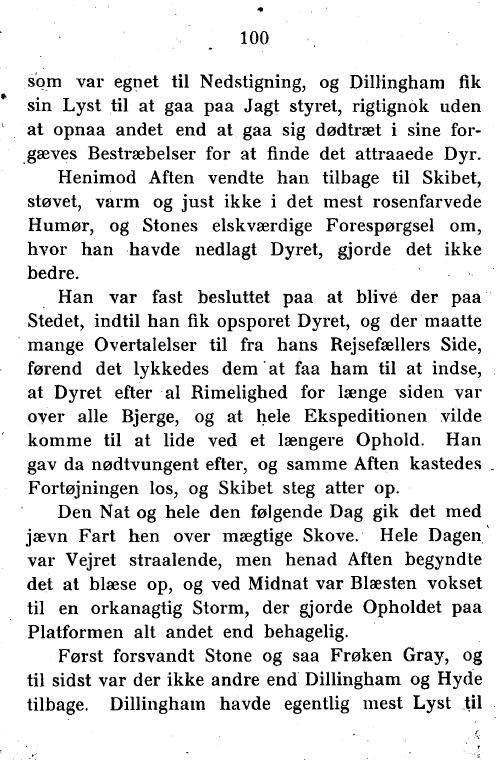 100
som var egnet til Nedstigning, og Dillingham fik
sin Lyst til at gaa paa Jagt styret, rigtignok uden
at opnaa andet end at gaa sig dødtræt i sine for-
gæves Bestræbelser for at finde det attraaede Dyr.
Henimod Aften vendte han tilbage til Skibet,
støvet, varm og just ikke i det mest rosenfarvede
Humør, og Stones elskværdige Forespørgsel om,
hvor han havde nedlagt Dyret, gjorde det ikke
bedre.
Han var fast besluttet paa at blive der paa
Stedet, indtil han fik opsporet Dyret, og der maatte
mange Overtalelser til fra hans Rejsefællers Side,
førend det lykkedes dem at faa ham til at indse,
at Dyret efter al Rimelighed for længe siden var
over alle Bjerge, og at hele Ekspeditionen vilde
komme til at lide ved et længere Ophold. Han
gav da nødtvungent efter, og samme Aften kastedes
Fortøjningen los, og Skibet steg atter op.
Den Nat og hele den følgende Dag gik det med
jævn Fart hen over mægtige Skove. Hele Dagen
var Vejret straalende, men henad Aften begyndte
det at blæse op, og ved Midnat var Blæsten vokset
til en orkanagtig Storm, der gjorde Opholdet paa
Platformen alt andet end behagelig.
Først forsvandt Stone og saa Frøken Gray, og
til sidst var der ikke andre end Dillingham og Hyde
tilbage. Dillingham havde egentlig mest Lyst til